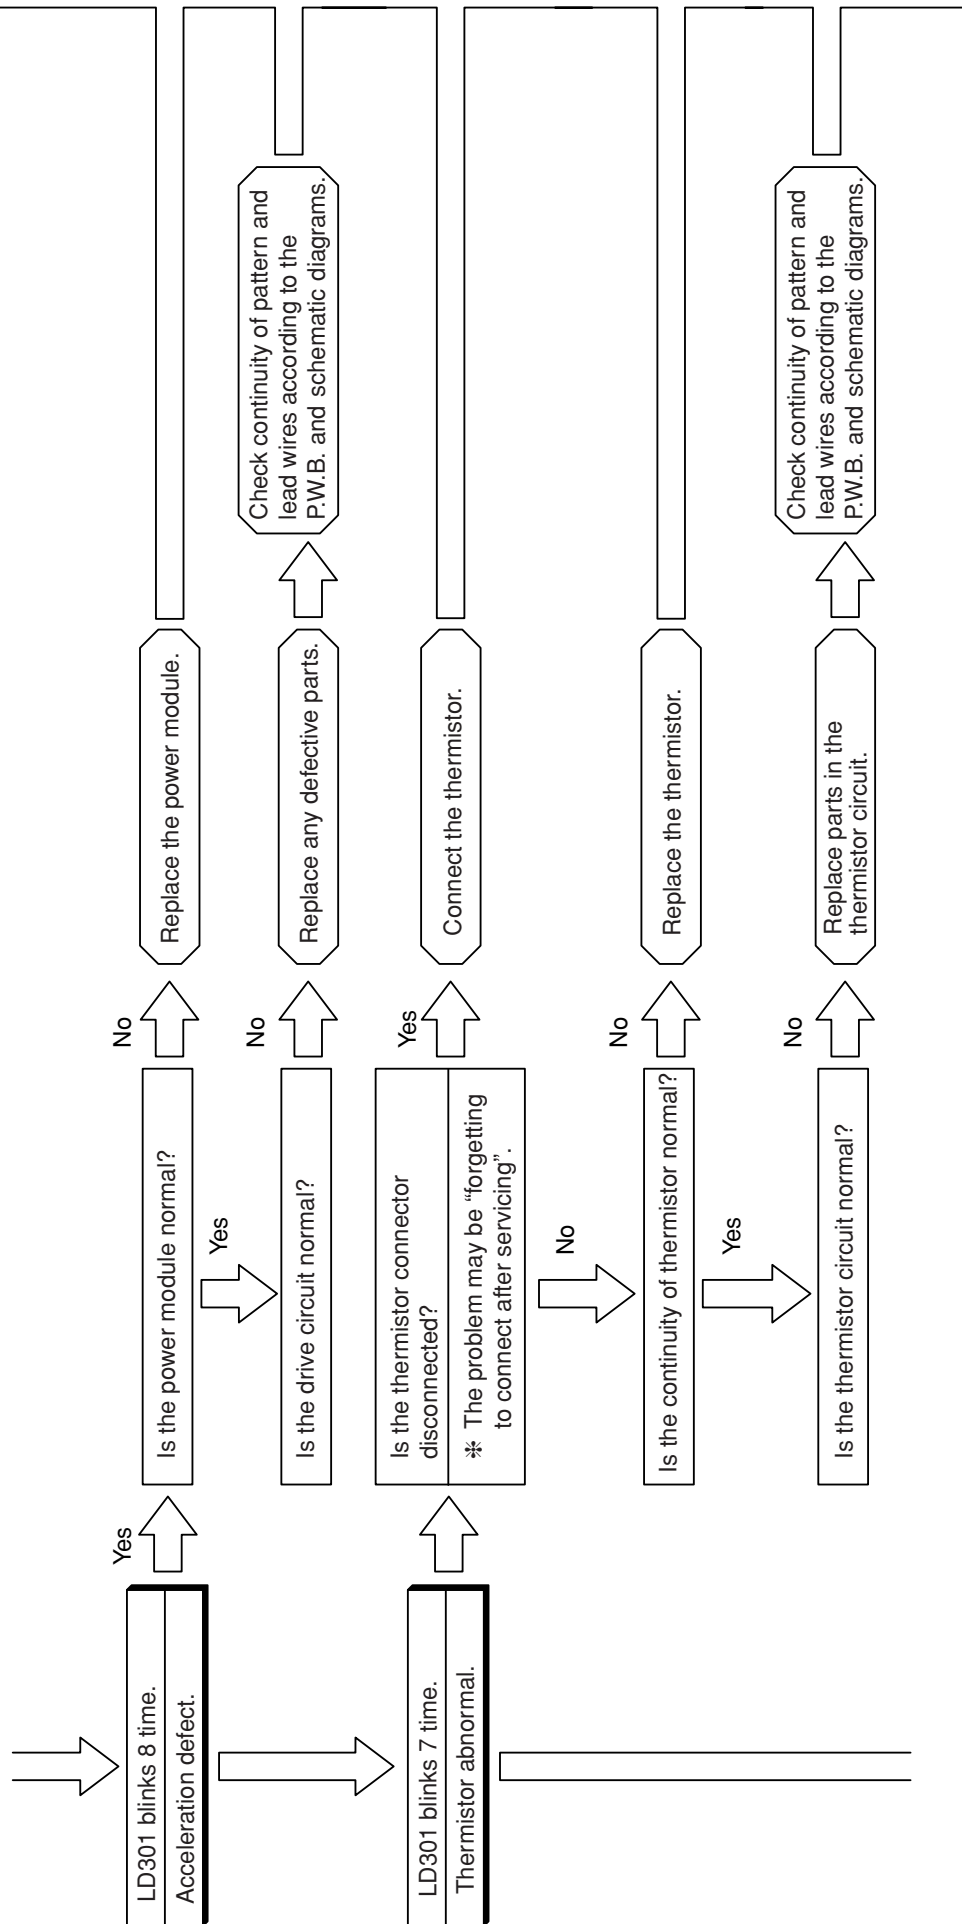 LD301 blinks 8 time.
Acceleration defect.
Yes
Is the power module normal?
No
Replace the power module.
Yes
Is the drive circuit normal?
No
Replace any defective parts.
Check continuity of pattern and
lead wires according to the
P.W.B. and schematic diagrams.
LD301 blinks 7 time.
Thermistor abnormal.
Is the thermistor connector
disconnected?
❇ The problem may be “forgetting
to connect after servicing”.
Yes
Connect the thermistor.
No
Is the continuity of thermistor normal?
No
Replace the thermistor.
Yes
Is the thermistor circuit normal?
No
Replace parts in the
thermistor circuit.
Check continuity of pattern and
lead wires according to the
P.W.B. and schematic diagrams.